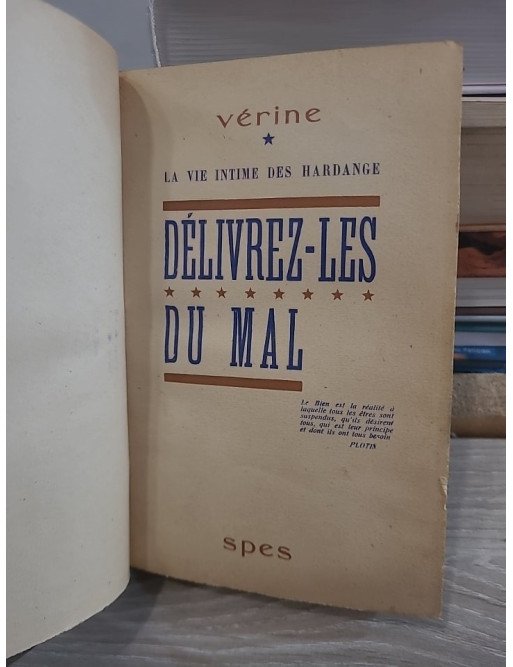 vérine
LA VIE INTIME DES HARDANGE
DÉLIVREZ-LES
DU MAL
Le Bien est la réalité à
laquelle tous les êtres sont
suspendus, qu'ils désirent
tous, qui est leur principe
et dont ils ont tous besoin
PLOTIN
spes